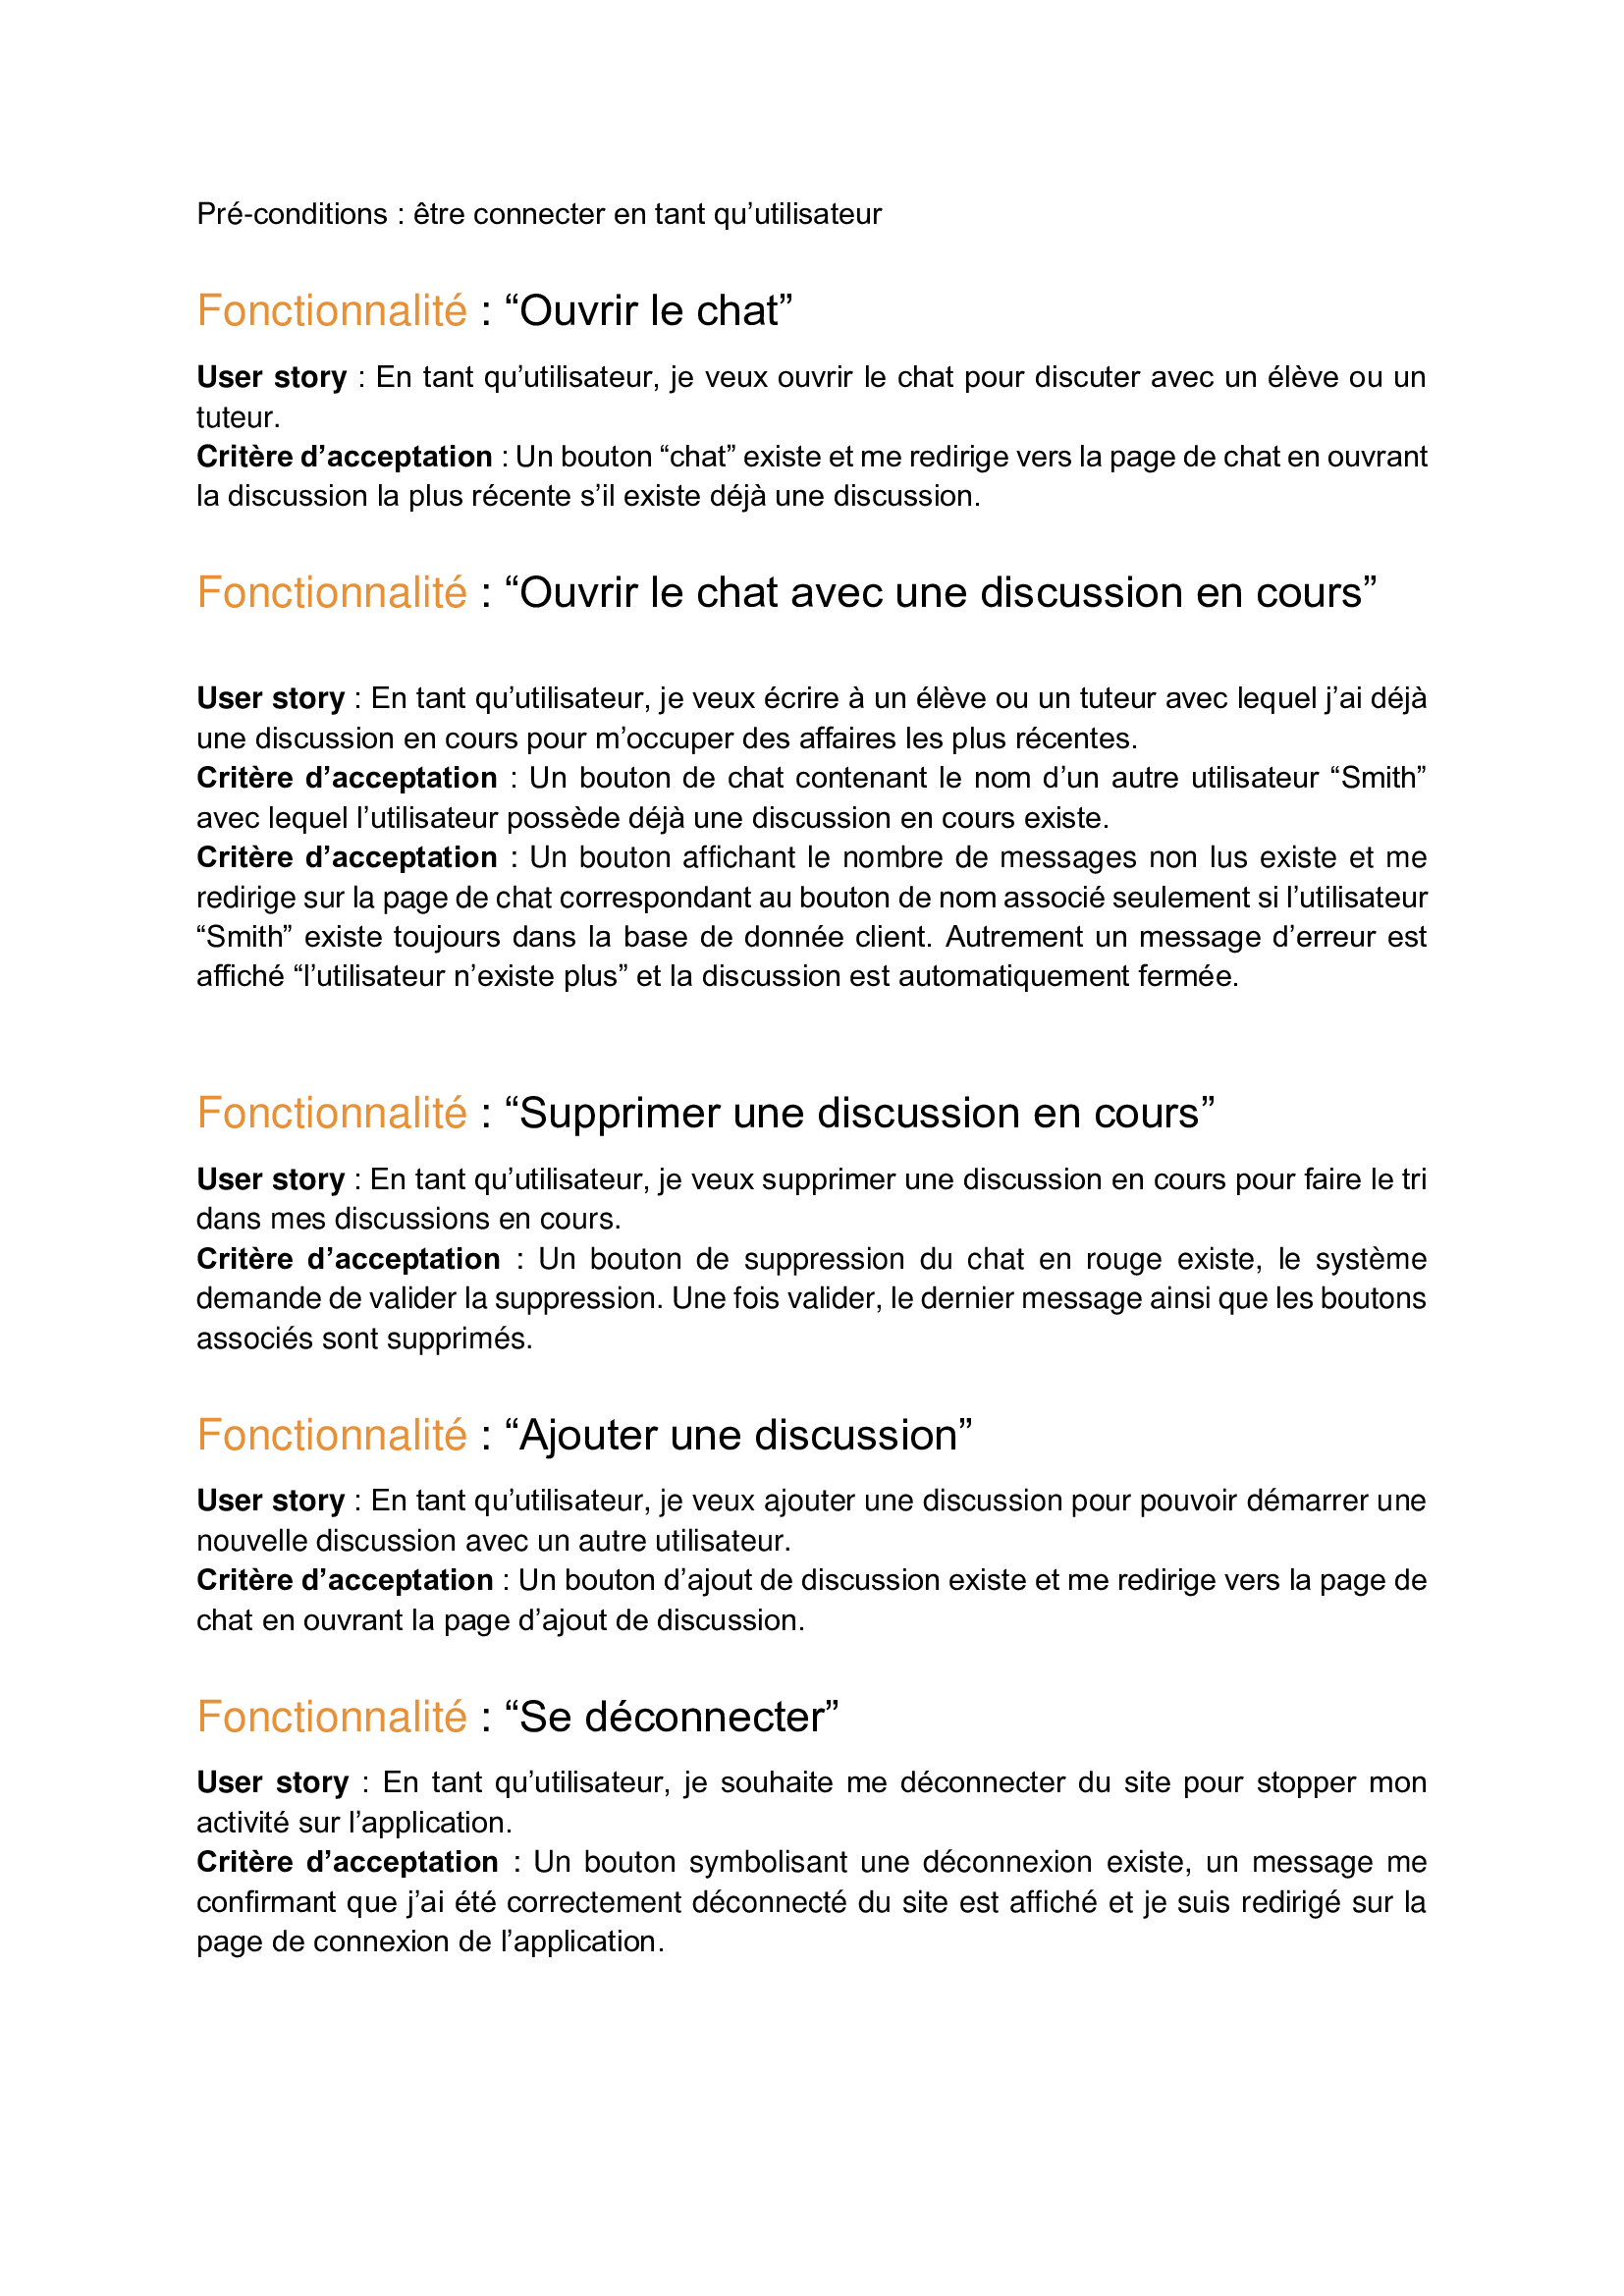 Pré-conditions : être connecter en tant qu’utilisateur
Fonctionnalité : “Ouvrir le chat”
User story : En tant qu’utilisateur, je veux ouvrir le chat pour discuter avec un élève ou un
tuteur.
Critère d’acceptation : Un bouton “chat” existe et me redirige vers la page de chat en ouvrant
la discussion la plus récente s’il existe déjà une discussion.
Fonctionnalité : “Ouvrir le chat avec une discussion en cours”
User story : En tant qu’utilisateur, je veux écrire à un élève ou un tuteur avec lequel j’ai déjà
une discussion en cours pour m’occuper des affaires les plus récentes.
Critère d’acceptation : Un bouton de chat contenant le nom d’un autre utilisateur “Smith”
avec lequel l’utilisateur possède déjà une discussion en cours existe.
Critère d’acceptation : Un bouton affichant le nombre de messages non lus existe et me
redirige sur la page de chat correspondant au bouton de nom associé seulement si l’utilisateur
“Smith” existe toujours dans la base de donnée client. Autrement un message d’erreur est
affiché “l’utilisateur n’existe plus” et la discussion est automatiquement fermée.
Fonctionnalité : “Supprimer une discussion en cours”
User story : En tant qu’utilisateur, je veux supprimer une discussion en cours pour faire le tri
dans mes discussions en cours.
Critère d’acceptation : Un bouton de suppression du chat en rouge existe, le système
demande de valider la suppression. Une fois valider, le dernier message ainsi que les boutons
associés sont supprimés.
Fonctionnalité : “Ajouter une discussion”
User story : En tant qu’utilisateur, je veux ajouter une discussion pour pouvoir démarrer une
nouvelle discussion avec un autre utilisateur.
Critère d’acceptation : Un bouton d’ajout de discussion existe et me redirige vers la page de
chat en ouvrant la page d’ajout de discussion.
Fonctionnalité : “Se déconnecter”
User story : En tant qu’utilisateur, je souhaite me déconnecter du site pour stopper mon
activité sur l’application.
Critère d’acceptation : Un bouton symbolisant une déconnexion existe, un message me
confirmant que j’ai été correctement déconnecté du site est affiché et je suis redirigé sur la
page de connexion de l’application.